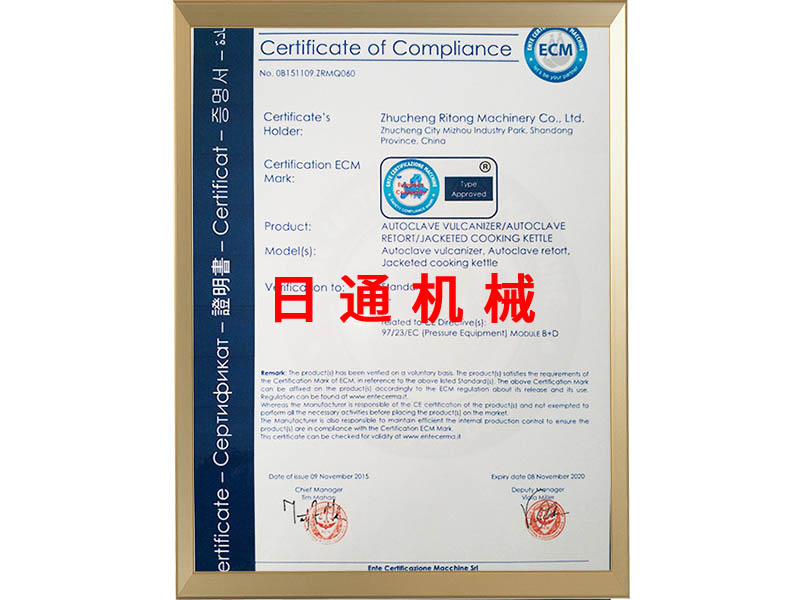 Certificate of Compliance
ECM
No. 0B151109.ZRMQ060
Certificate's
Holder:
Zhucheng Ritong Machinery Co., Ltd.
Zhucheng City Mizhou Industry Park, Shandong
Province, China
Certification ECM
Mark:
Type
Approved
Product:
AUTOCLAVE VULCANIZER/AUTOCLAVE
RETORT/JACKETED COOKING KETTLE
Model(s):
Autoclave vulcanizer, Autoclave retort,
Jacketed cooking kettle
Verification to:
日通机械
related to CE Directive(s):
97/23/EC (Pressure Equipment) MODULE B+D
Remark: The product(s) has been verified on a voluntary basis. The product(s) satisfies the requirements of
the Certification Mark of ECM, in reference to the above listed Standard(s). The above Certification Mark
can be affixed on the product(s) accordingly to the ECM regulation about its release and its use.
Regulation can be found at www.entecerma.it.
Whereas the Manufacturer is responsible of the CE certification of the product(s) and not exempted to
perform all the necessary activities before placing the product(s) on the market.
The Manufacturer is also responsible to maintain efficient the internal production control to ensure the
product(s) are in compliance with the Certification ECM Mark.
This certificate can be checked for validity at www.entecerma.it
Date of issue 09 November 2015
Expiry date 08 November 2020
Chief Manager
Deputy Manager
Ente Certificazione Macchine Srl
ertificate – Сертификат – 證明書 – Certificat – 증명서 –